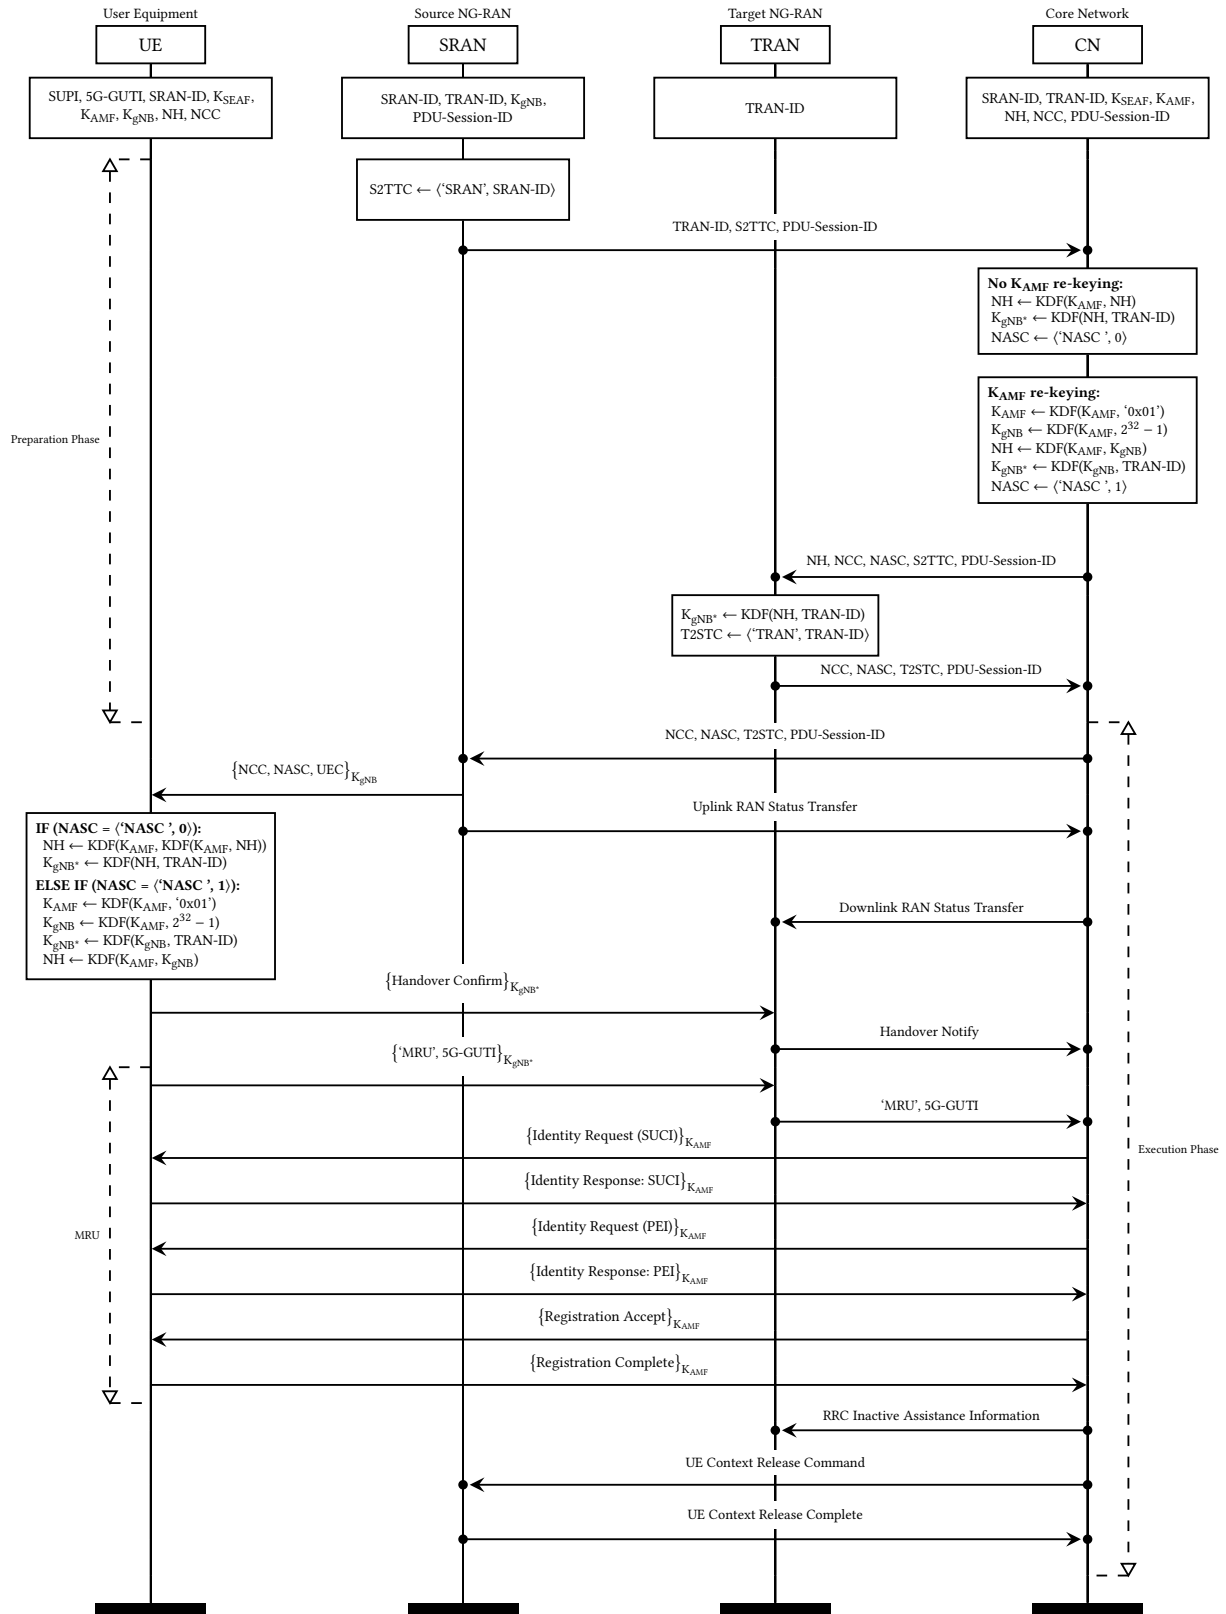 User Equipment
Source NG-RAN
Target NG-RAN
Core Network
UE
SRAN
TRAN
CN
SUPI, 5G-GUTI, SRAN-ID, K_SEAF,
K_AMF, K_gNB, NH, NCC
SRAN-ID, TRAN-ID, K_gNB,
PDU-Session-ID
TRAN-ID
SRAN-ID, TRAN-ID, K_SEAF, K_AMF,
NH, NCC, PDU-Session-ID
S2TTC ← ⟨‘SRAN’, SRAN-ID⟩
TRAN-ID, S2TTC, PDU-Session-ID
No K_AMF re-keying:
NH ← KDF(K_AMF, NH)
K_gNB* ← KDF(NH, TRAN-ID)
NASC ← ⟨‘NASC ’, 0⟩
K_AMF re-keying:
K_AMF ← KDF(K_AMF, ‘0x01’)
K_gNB ← KDF(K_AMF, 2^32 − 1)
NH ← KDF(K_AMF, K_gNB)
K_gNB* ← KDF(K_gNB, TRAN-ID)
NASC ← ⟨‘NASC ’, 1⟩
Preparation Phase
NH, NCC, NASC, S2TTC, PDU-Session-ID
K_gNB* ← KDF(NH, TRAN-ID)
T2STC ← ⟨‘TRAN’, TRAN-ID⟩
NCC, NASC, T2STC, PDU-Session-ID
NCC, NASC, T2STC, PDU-Session-ID
{NCC, NASC, UEC}_K_gNB
Uplink RAN Status Transfer
IF (NASC = ⟨‘NASC ’, 0⟩):
NH ← KDF(K_AMF, KDF(K_AMF, NH))
K_gNB* ← KDF(NH, TRAN-ID)
ELSE IF (NASC = ⟨‘NASC ’, 1⟩):
K_AMF ← KDF(K_AMF, ‘0x01’)
K_gNB ← KDF(K_AMF, 2^32 − 1)
K_gNB* ← KDF(K_gNB, TRAN-ID)
NH ← KDF(K_AMF, K_gNB)
Downlink RAN Status Transfer
{Handover Confirm}_K_gNB*
Handover Notify
{‘MRU’, 5G-GUTI}_K_gNB*
‘MRU’, 5G-GUTI
{Identity Request (SUCI)}_K_AMF
Execution Phase
{Identity Response: SUCI}_K_AMF
{Identity Request (PEI)}_K_AMF
MRU
{Identity Response: PEI}_K_AMF
{Registration Accept}_K_AMF
{Registration Complete}_K_AMF
RRC Inactive Assistance Information
UE Context Release Command
UE Context Release Complete